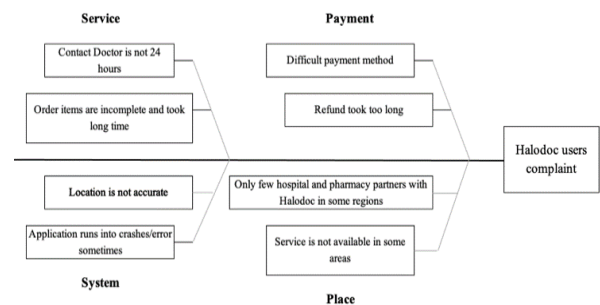 Service
Payment
Contact Doctor is not 24
hours
Difficult payment method
Order items are incomplete and took
long time
Refund took too long
Halodoc users
complaint
Location is not accurate
Only few hospital and pharmacy partners with
Halodoc in some regions
Application runs into crashes/error
sometimes
Service is not available in some
areas
System
Place